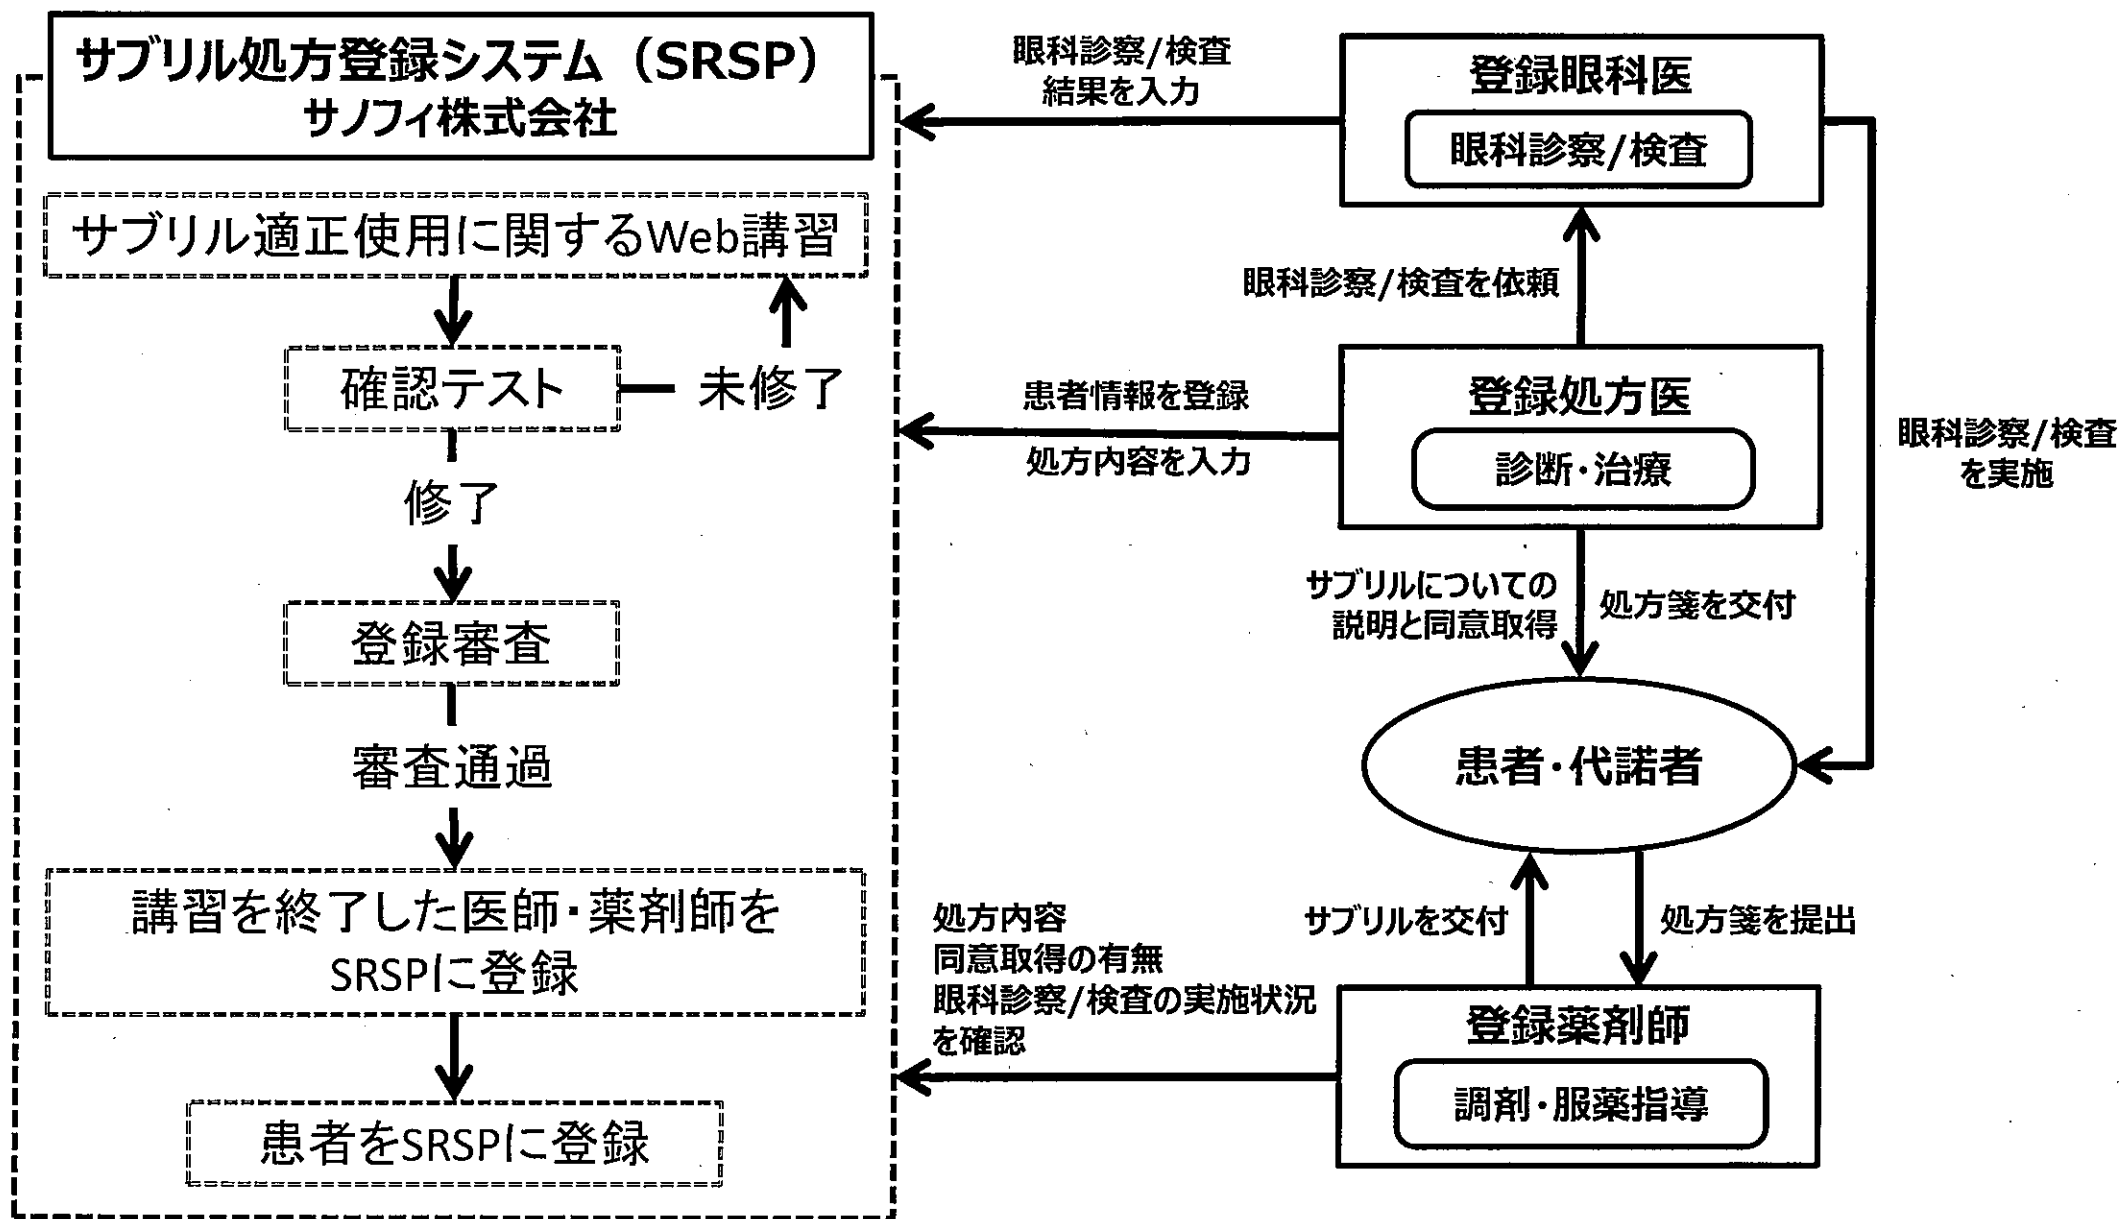 サブリル処方登録システム（SRSP）
サノフィ株式会社
サブリル適正使用に関するWeb講習
確認テスト
未修了
修了
登録審査
審査通過
講習を終了した医師・薬剤師を
SRSPに登録
患者をSRSPに登録
眼科診察/検査
結果を入力
登録眼科医
眼科診察/検査
眼科診察/検査を依頼
患者情報を登録
処方内容を入力
登録処方医
診断・治療
眼科診察/検査
を実施
サブリルについての
説明と同意取得
処方箋を交付
患者・代諾者
サブリルを交付
処方箋を提出
処方内容
同意取得の有無
眼科診察/検査の実施状況
を確認
登録薬剤師
調剤・服薬指導